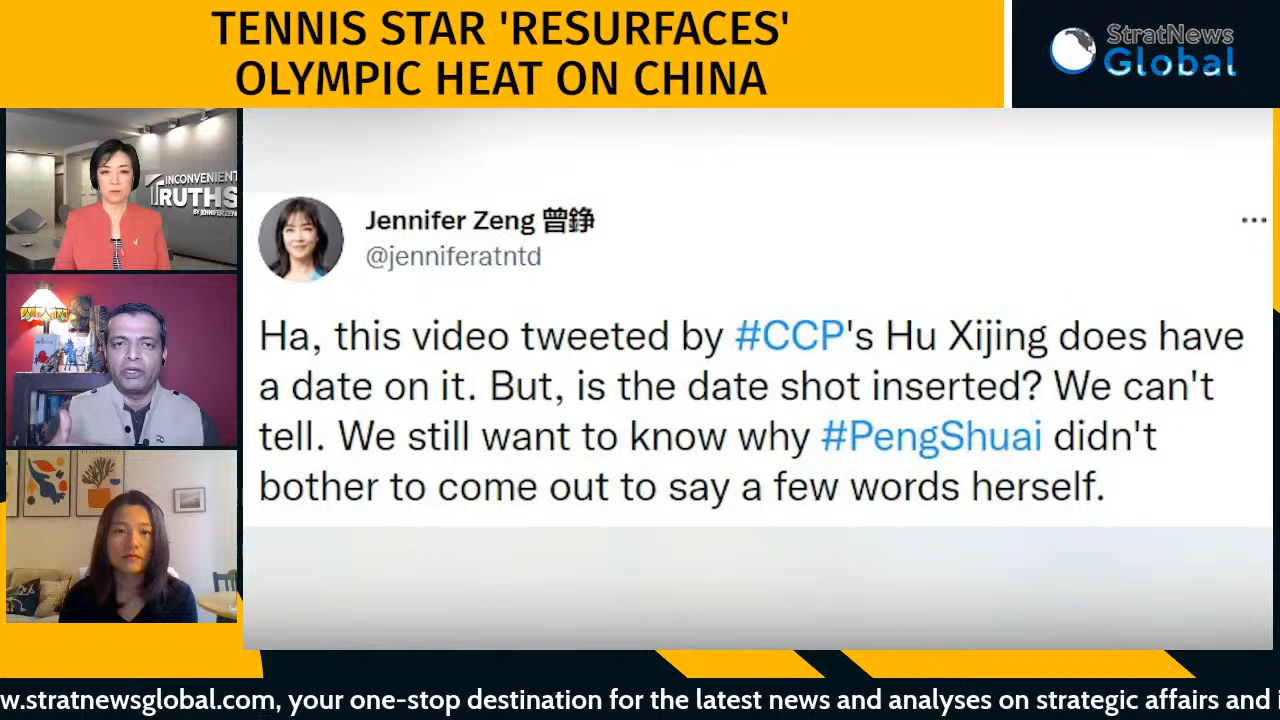 TENNIS STAR 'RESURFACES'
OLYMPIC HEAT ON CHINA
StratNews
Global
INCONVENIENT
TRUTHS
BY JENNIFER ZENG
Jennifer Zeng 曾錚
@jenniferatntd
Ha, this video tweeted by #CCP's Hu Xijing does have
a date on it. But, is the date shot inserted? We can't
tell. We still want to know why #PengShuai didn't
bother to come out to say a few words herself.
w.stratnewsglobal.com, your one-stop destination for the latest news and analyses on strategic affairs and i